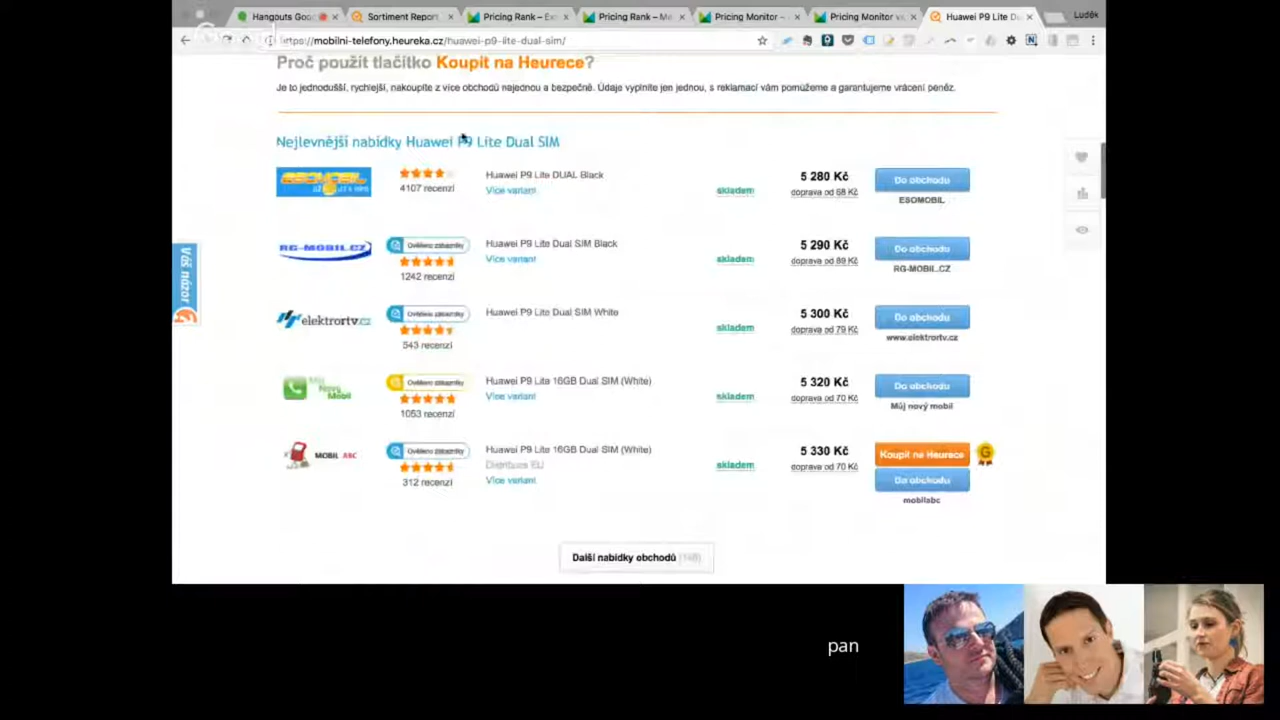 Hangouts Goo
Sortiment Report
Pricing Rank – Ex
Pricing Rank – Me
Pricing Monitor –
Pricing Monitor v
Huawei P9 Lite Du
Luděk
https://mobilni-telefony.heureka.cz/huawei-p9-lite-dual-sim/
Proč použít tlačítko Koupit na Heurece?
Je to jednodušší, rychlejší, nakoupíte z více obchodů najednou a bezpečně. Údaje vyplníte jen jednou, s reklamací vám pomůžeme a garantujeme vrácení peněz.
Nejlevnější nabídky Huawei P9 Lite Dual SIM
4107 recenzí
Huawei P9 Lite DUAL Black
Více variant
skladem
5 280 Kč
doprava od 68 Kč
Do obchodu
ESOMOBIL
RG-MOBIL.CZ
Ověřeno zákazníky
1242 recenzí
Huawei P9 Lite Dual SIM Black
Více variant
skladem
5 290 Kč
doprava od 89 Kč
Do obchodu
RG-MOBIL.CZ
Váš názor
elektrortv.cz
Ověřeno zákazníky
543 recenzí
Huawei P9 Lite Dual SIM White
skladem
5 300 Kč
doprava od 79 Kč
Do obchodu
www.elektrortv.cz
Můj
Nový
Mobil
Ověřeno zákazníky
1053 recenzí
Huawei P9 Lite 16GB Dual SIM (White)
Více variant
skladem
5 320 Kč
doprava od 70 Kč
Do obchodu
Můj nový mobil
MOBIL ABC
Ověřeno zákazníky
312 recenzí
Huawei P9 Lite 16GB Dual SIM (White)
Distribuce EU
Více variant
skladem
5 330 Kč
doprava od 70 Kč
Koupit na Heurece
G
Do obchodu
mobilabc
Další nabídky obchodů
pan